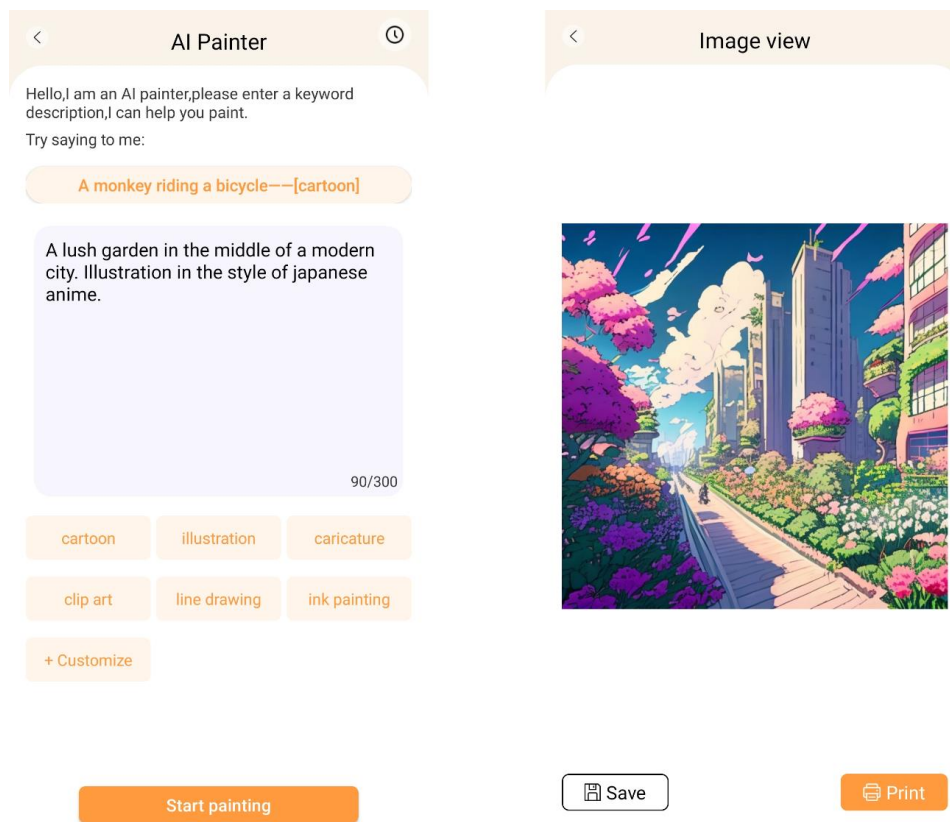 AI Painter
Hello,I am an AI painter,please enter a keyword
description,I can help you paint.
Try saying to me:
A monkey riding a bicycle——[cartoon]
A lush garden in the middle of a modern
city. Illustration in the style of japanese
anime.
90/300
cartoon
illustration
caricature
clip art
line drawing
ink painting
+ Customize
Start painting
Image view
Save
Print